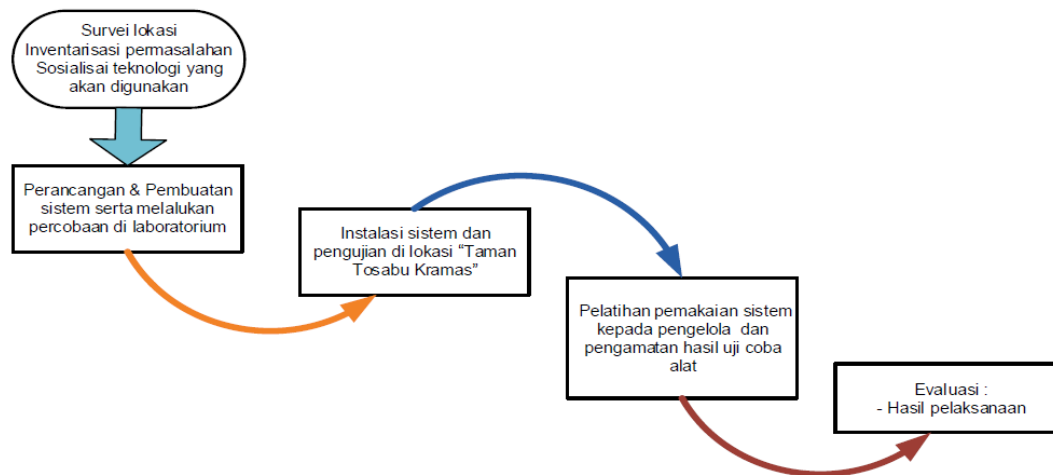 Survei lokasi
Inventarisasi permasalahan
Sosialisai teknologi yang
akan digunakan
Perancangan & Pembuatan
sistem serta melalukan
percobaan di laboratorium
Instalasi sistem dan
pengujian di lokasi “Taman
Tosabu Kramas”
Pelatihan pemakaian sistem
kepada pengelola dan
pengamatan hasil uji coba
alat
Evaluasi :
- Hasil pelaksanaan